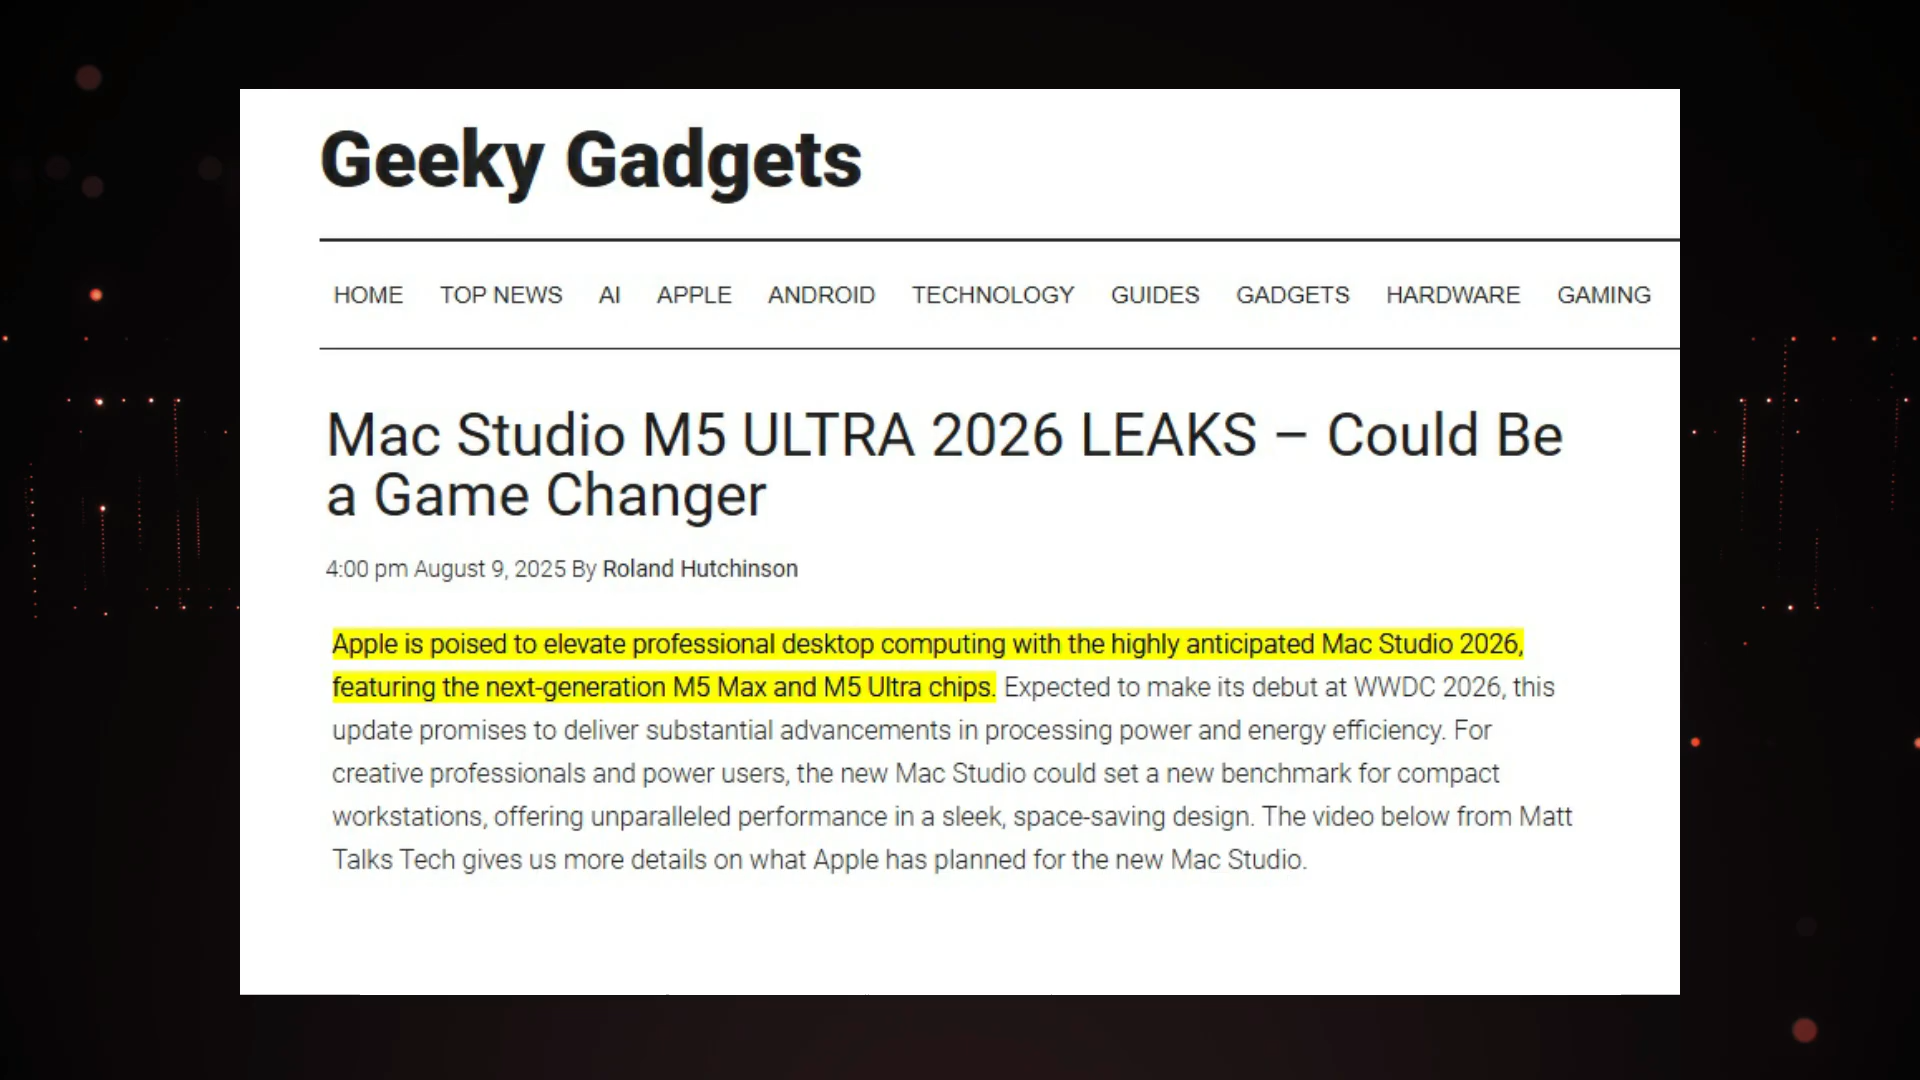 Geeky Gadgets
HOME TOP NEWS AI APPLE ANDROID TECHNOLOGY GUIDES GADGETS HARDWARE GAMING
Mac Studio M5 ULTRA 2026 LEAKS – Could Be
a Game Changer
4:00 pm August 9, 2025 By Roland Hutchinson
Apple is poised to elevate professional desktop computing with the highly anticipated Mac Studio 2026,
featuring the next-generation M5 Max and M5 Ultra chips. Expected to make its debut at WWDC 2026, this
update promises to deliver substantial advancements in processing power and energy efficiency. For
creative professionals and power users, the new Mac Studio could set a new benchmark for compact
workstations, offering unparalleled performance in a sleek, space-saving design. The video below from Matt
Talks Tech gives us more details on what Apple has planned for the new Mac Studio.